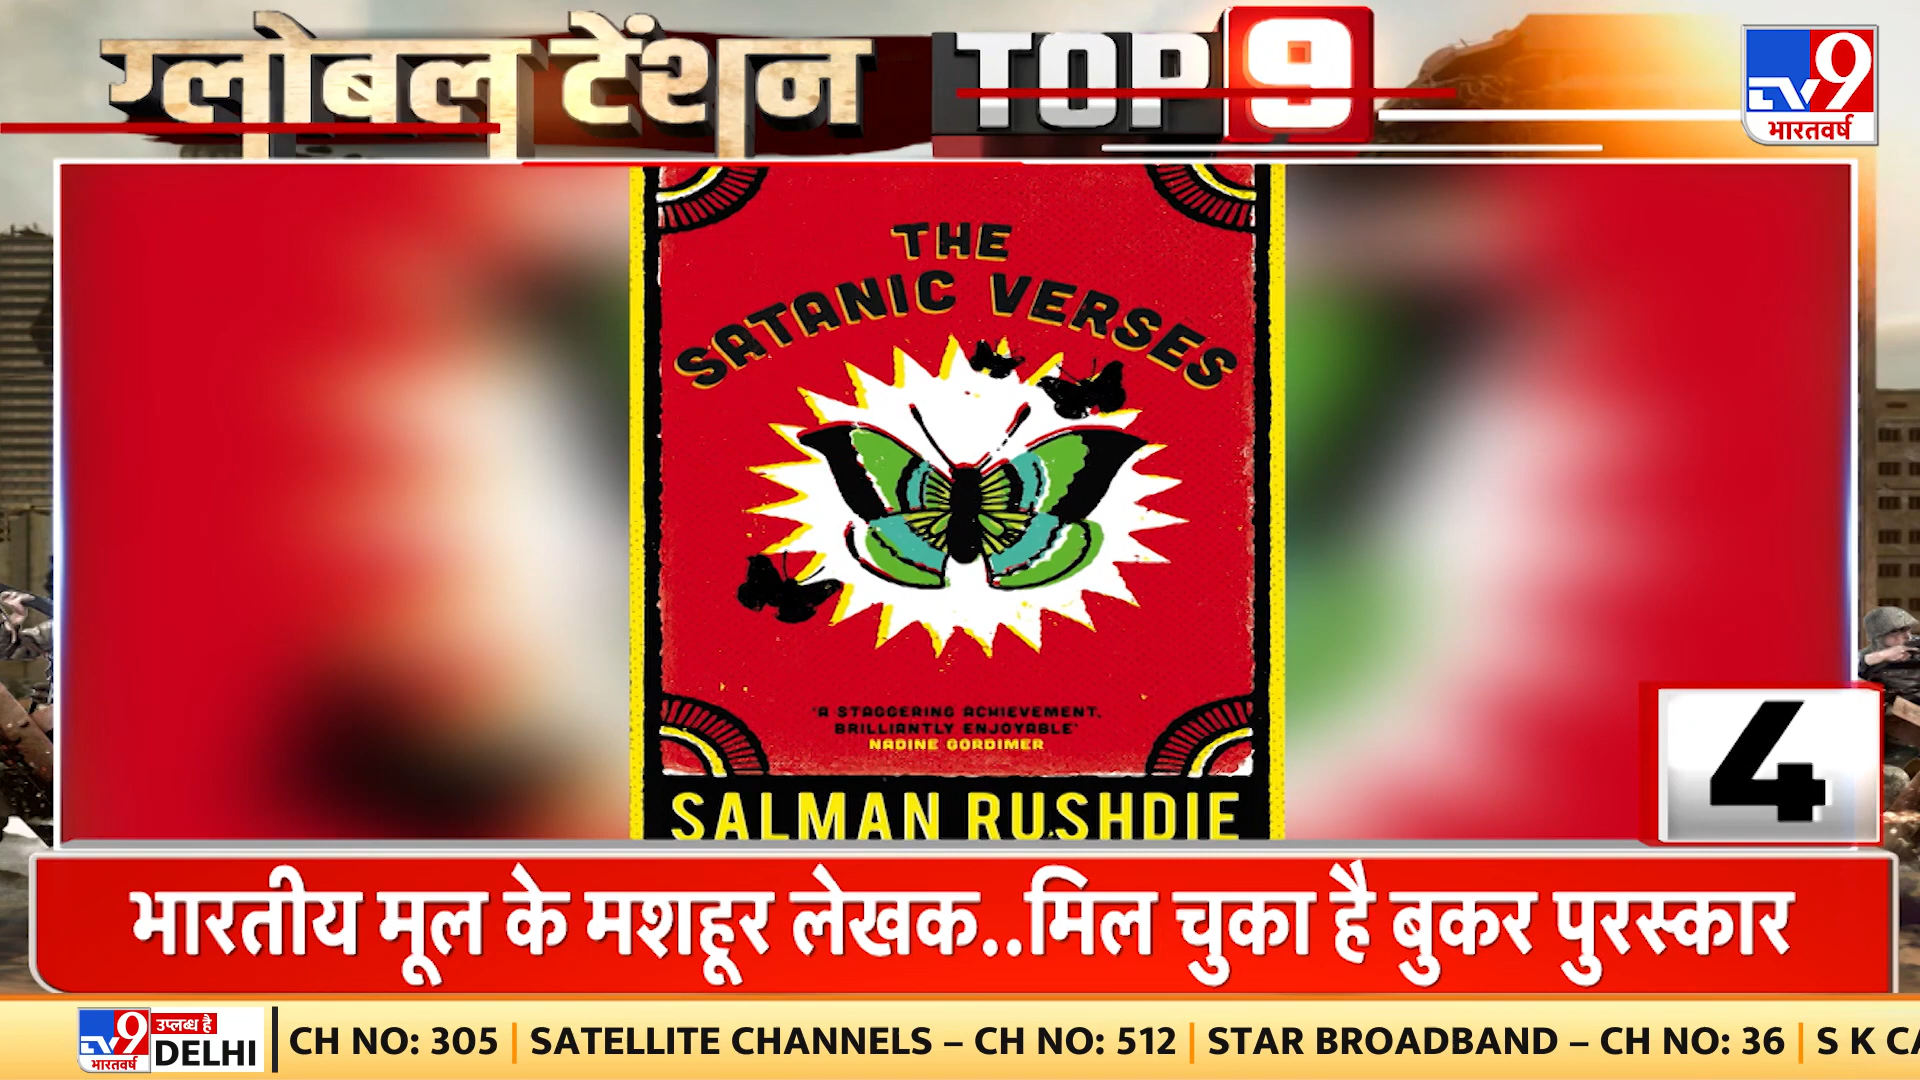 ग्लोबल टेंशन TOP 9
TV9
भारतवर्ष
THE
SATANIC VERSES
'A STAGGERING ACHIEVEMENT,
BRILLIANTLY ENJOYABLE'
NADINE GORDIMER
SALMAN RUSHDIE
4
भारतीय मूल के मशहूर लेखक..मिल चुका है बुकर पुरस्कार
TV9 भारतवर्ष उप्लब्ध है DELHI | CH NO: 305 | SATELLITE CHANNELS – CH NO: 512 | STAR BROADBAND – CH NO: 36 | S K CA